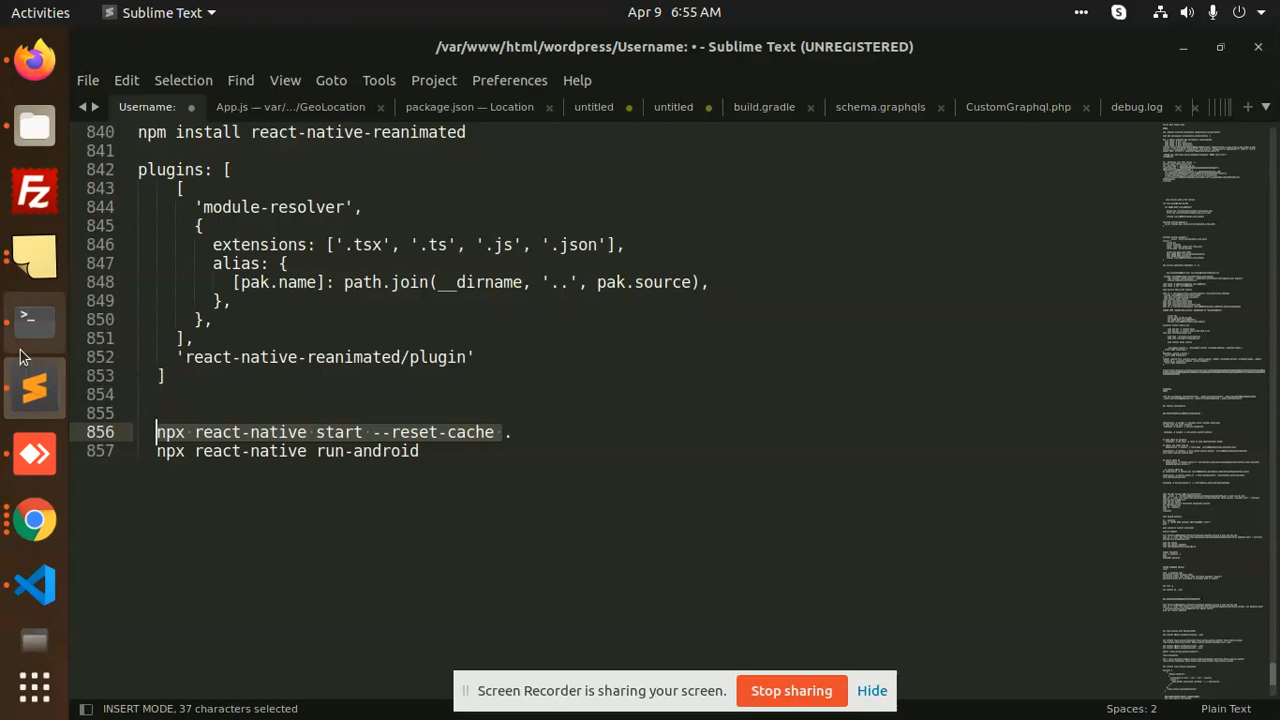 Activities Sublime Text Apr 9 6:55 AM
/var/www/html/wordpress/Username: • - Sublime Text (UNREGISTERED)
File Edit Selection Find View Goto Tools Project Preferences Help
Username: App.js — var/.../GeoLocation package.json — Location untitled untitled build.gradle schema.graphqls CustomGraphql.php debug.log
840 npm install react-native-reanimated
841
842 plugins: [
843 [
844 'module-resolver',
845 {
846 extensions: ['.tsx', '.ts', '.js', '.json'],
847 alias: {
848 [pak.name]: path.join(__dirname, '..', pak.source),
849 },
850 },
851 ],
852 'react-native-reanimated/plugin'
853 ]
854
855
856 npx react-native start --reset-cache
857 npx react-native run-android
Screen Recorder is sharing your screen. Stop sharing Hide
INSERT MODE, 37 characters selected Spaces: 2 Plain Text